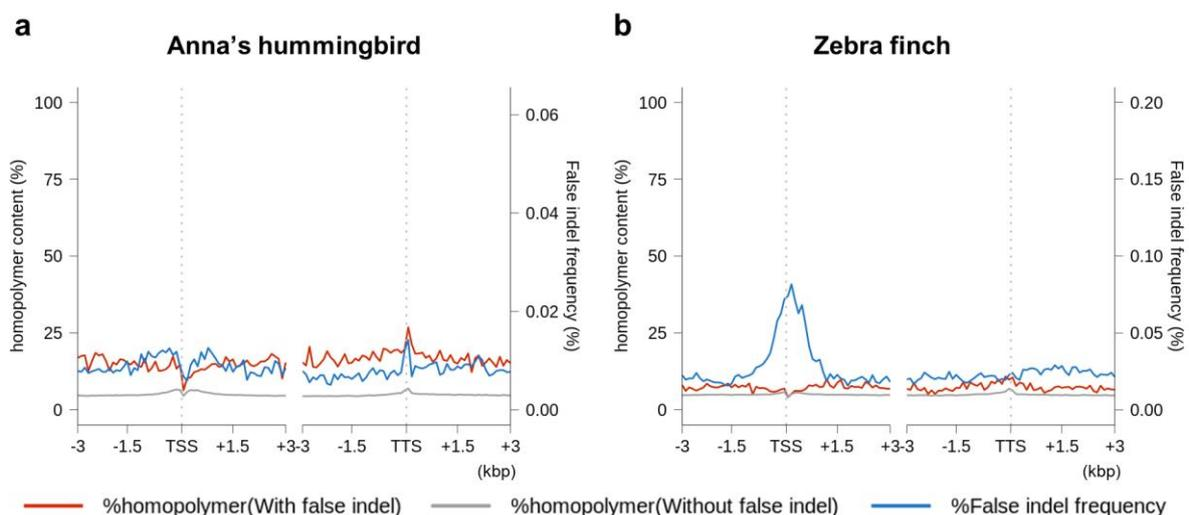 a
Anna's hummingbird
homopolymer content (%)
100
75
50
25
0
0.06
0.04
0.02
0.00
False indel frequency (%)
-3 -1.5 TSS +1.5 +3-3 -1.5 TTS +1.5 +3
(kbp)
b
Zebra finch
homopolymer content (%)
100
75
50
25
0
0.20
0.15
0.10
0.05
0.00
False indel frequency (%)
-3 -1.5 TSS +1.5 +3-3 -1.5 TTS +1.5 +3
(kbp)
%homopolymer(With false indel) %homopolymer(Without false indel) %False indel frequency